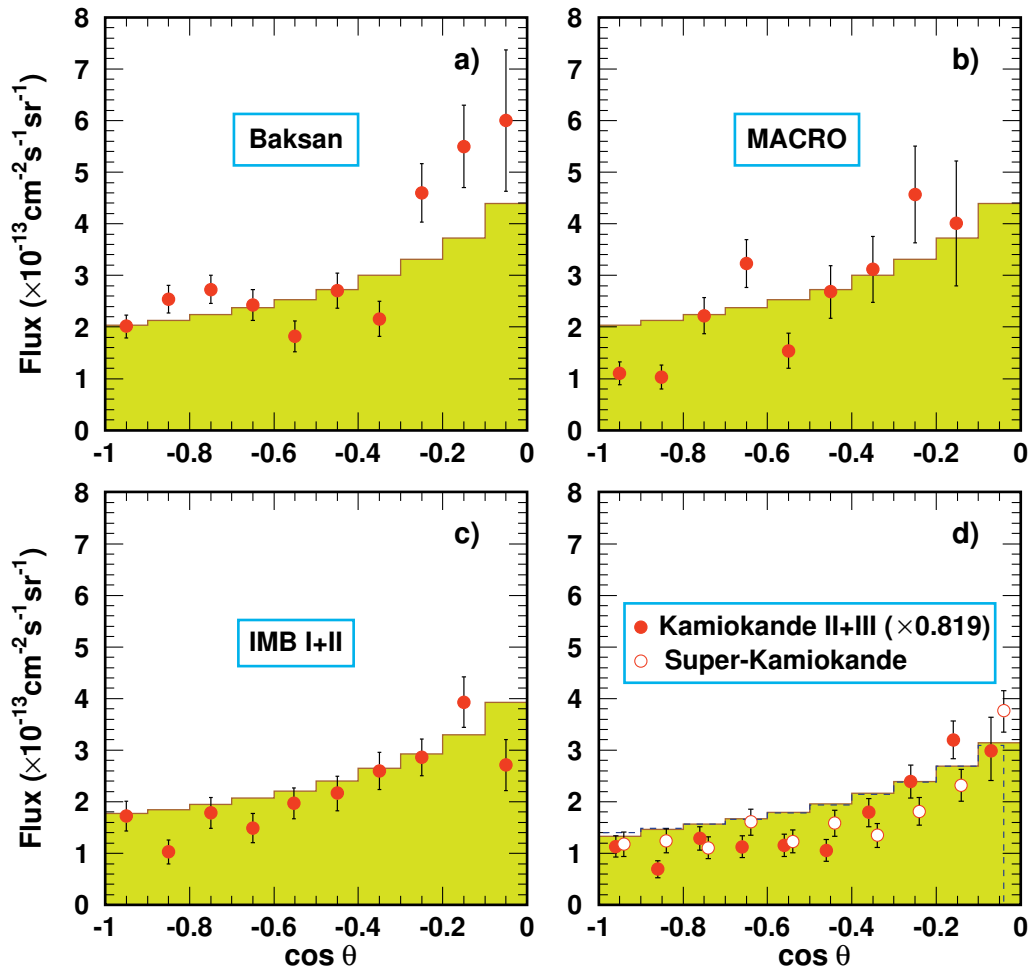 8
7
6
5
4
3
2
1
0
Flux (×10⁻¹³cm⁻²s⁻¹sr⁻¹)
a)
Baksan
-1 -0.8 -0.6 -0.4 -0.2 0
8
7
6
5
4
3
2
1
0
b)
MACRO
-1 -0.8 -0.6 -0.4 -0.2 0
8
7
6
5
4
3
2
1
0
Flux (×10⁻¹³cm⁻²s⁻¹sr⁻¹)
c)
IMB I+II
-1 -0.8 -0.6 -0.4 -0.2 0
cos θ
8
7
6
5
4
3
2
1
0
d)
Kamiokande II+III (×0.819)
Super-Kamiokande
-1 -0.8 -0.6 -0.4 -0.2 0
cos θ